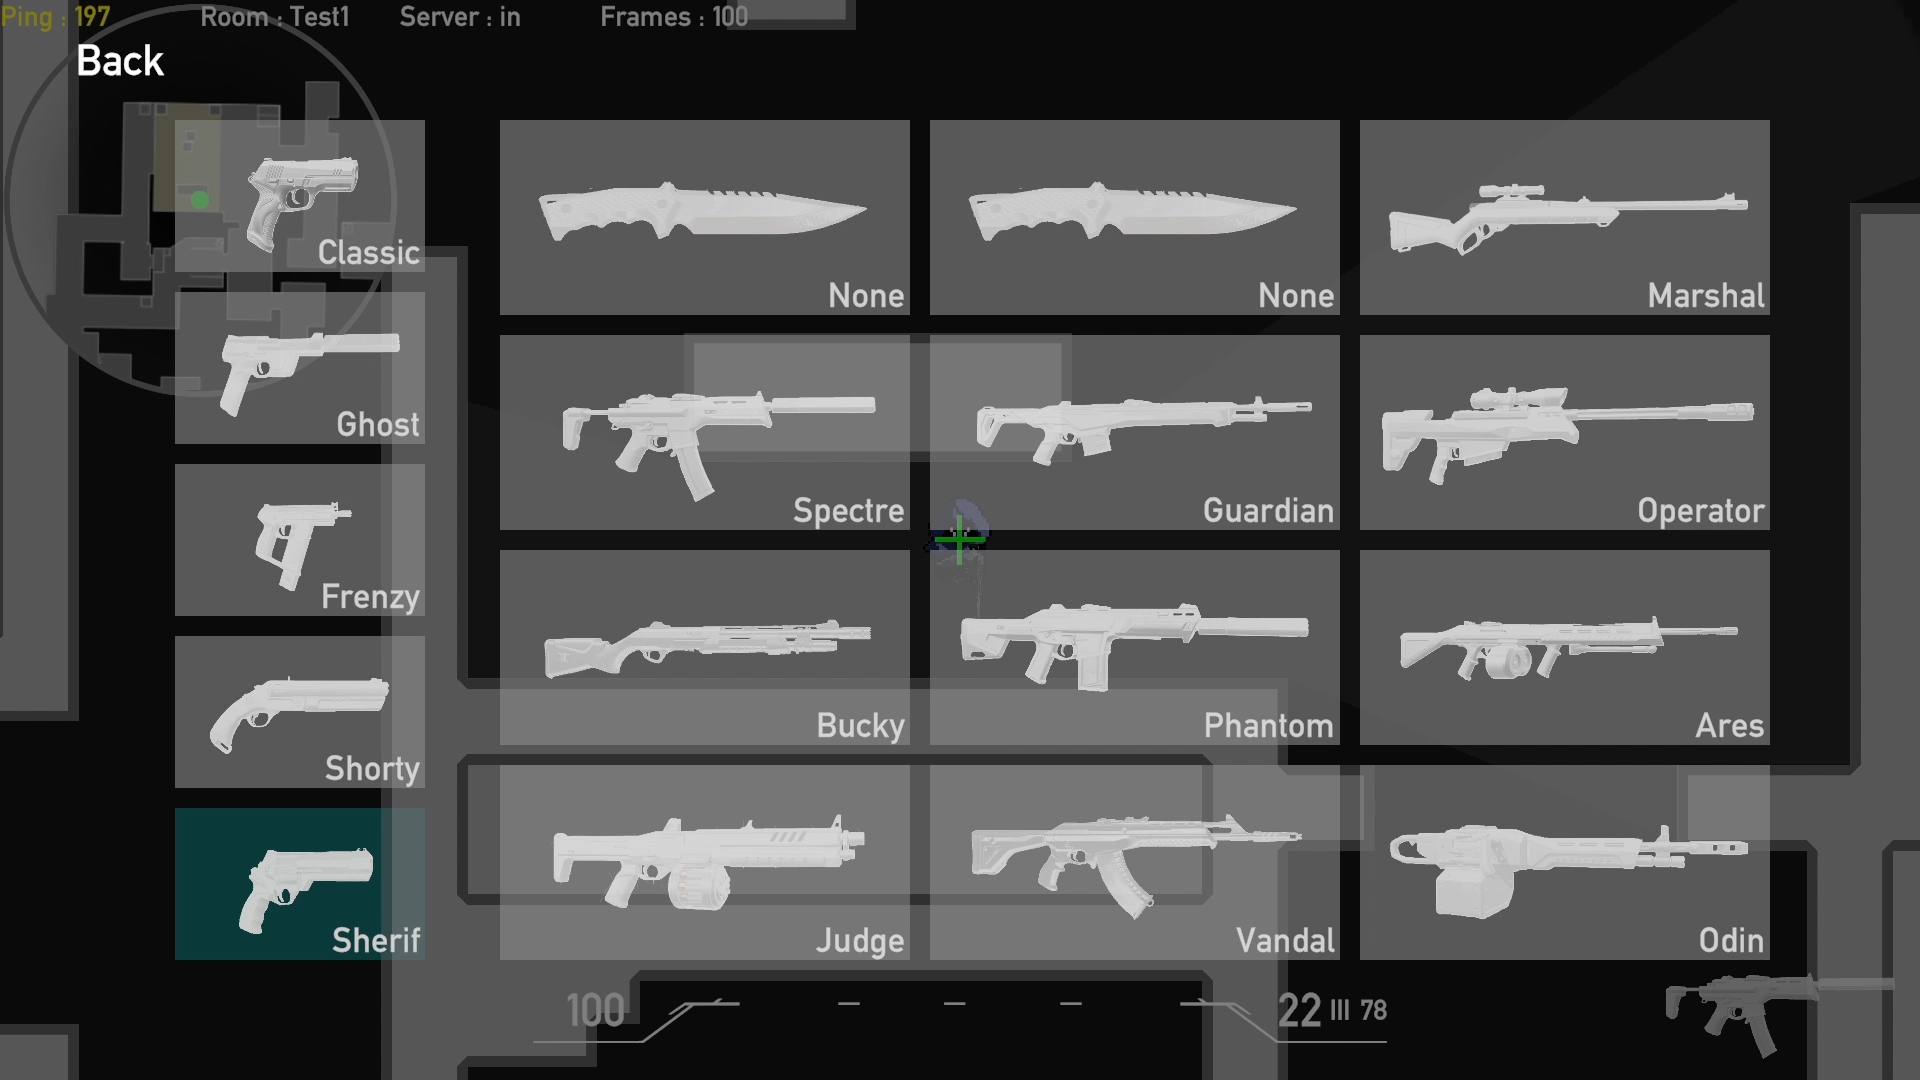 Ping : 197 Room : Test1 Server : in Frames : 100
Back
Classic
Ghost
Frenzy
Shorty
Sherif
None
None
Marshal
Spectre
Guardian
Operator
Bucky
Phantom
Ares
Judge
Vandal
Odin
100
22 III 78